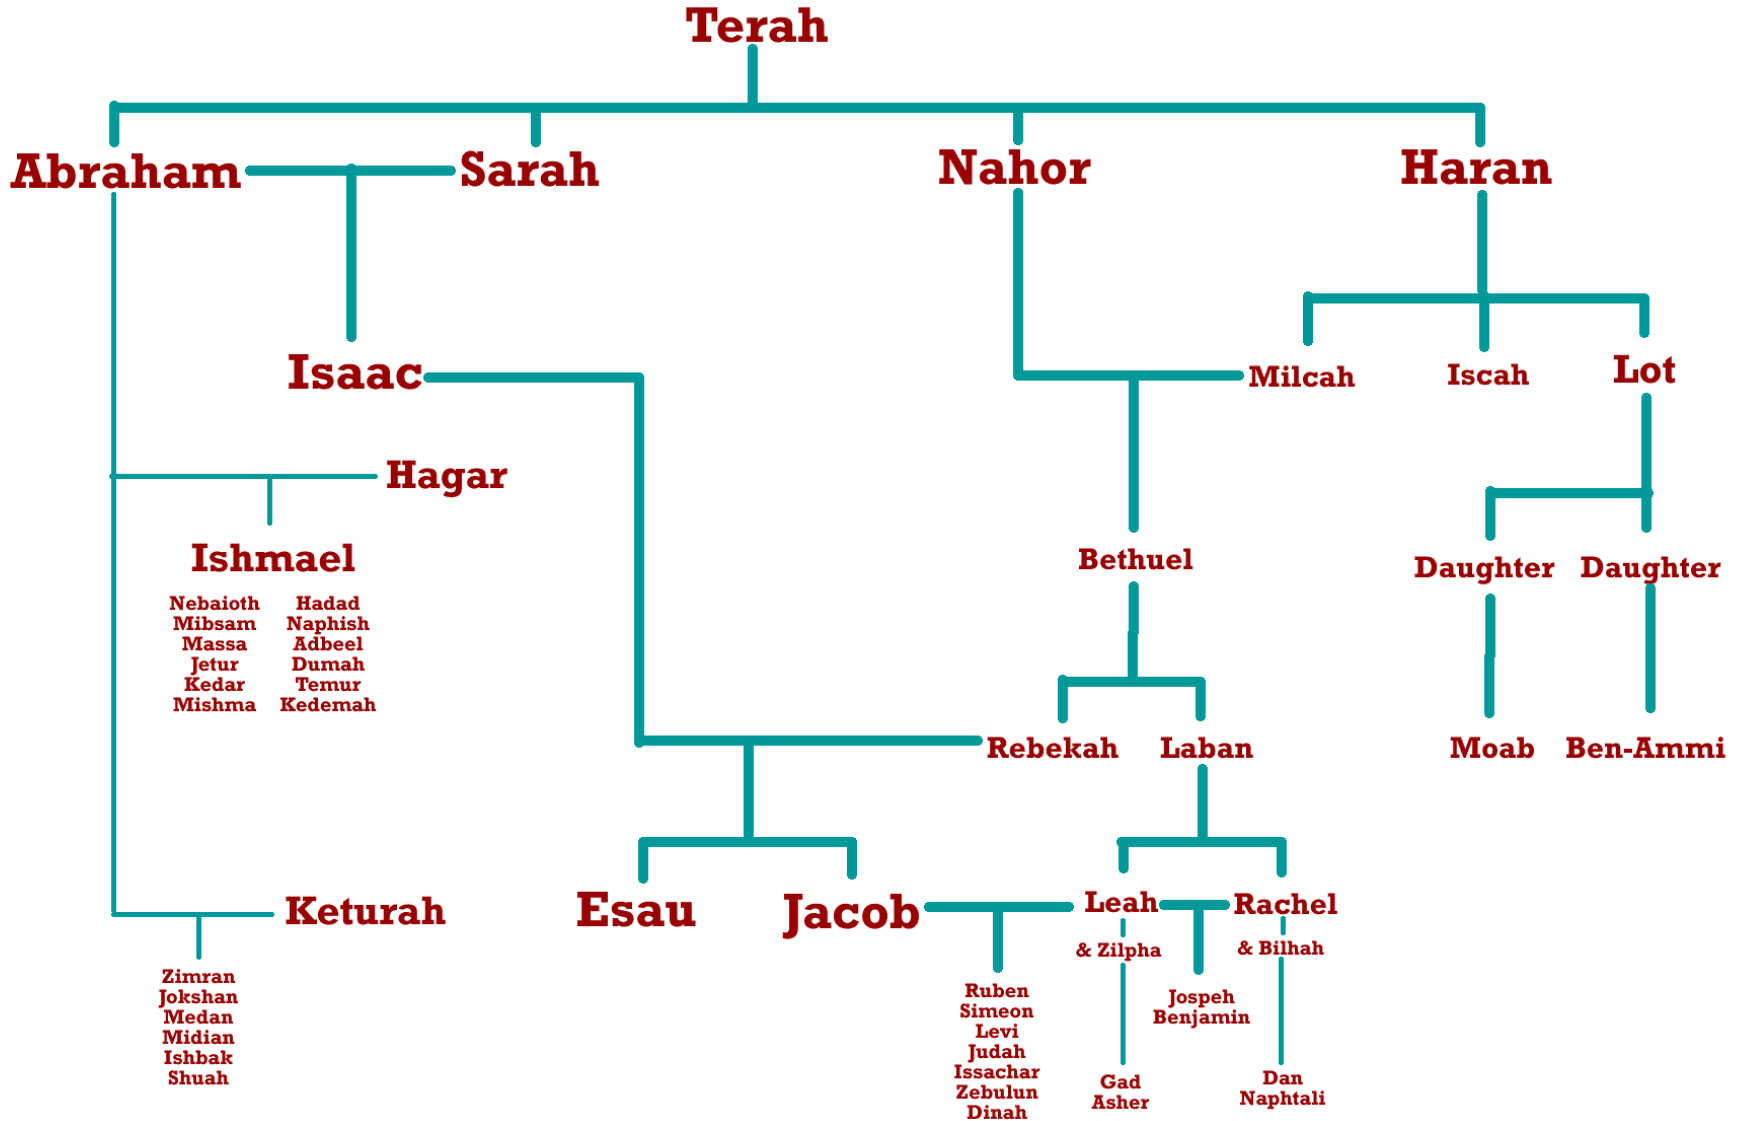 Terah
Abraham
Sarah
Nahor
Haran
Isaac
Milcah
Iscah
Lot
Hagar
Ishmael
Bethuel
Daughter
Daughter
Nebaioth
Mibsam
Massa
Jetur
Kedar
Mishma
Hadad
Naphish
Adbeel
Dumah
Temur
Kedemah
Rebekah
Laban
Moab
Ben-Ammi
Keturah
Esau
Jacob
Leah
& Zilpha
Rachel
& Bilhah
Zimran
Jokshan
Medan
Midian
Ishbak
Shuah
Ruben
Simeon
Levi
Judah
Issachar
Zebulun
Dinah
Jospeh
Benjamin
Gad
Asher
Dan
Naphtali